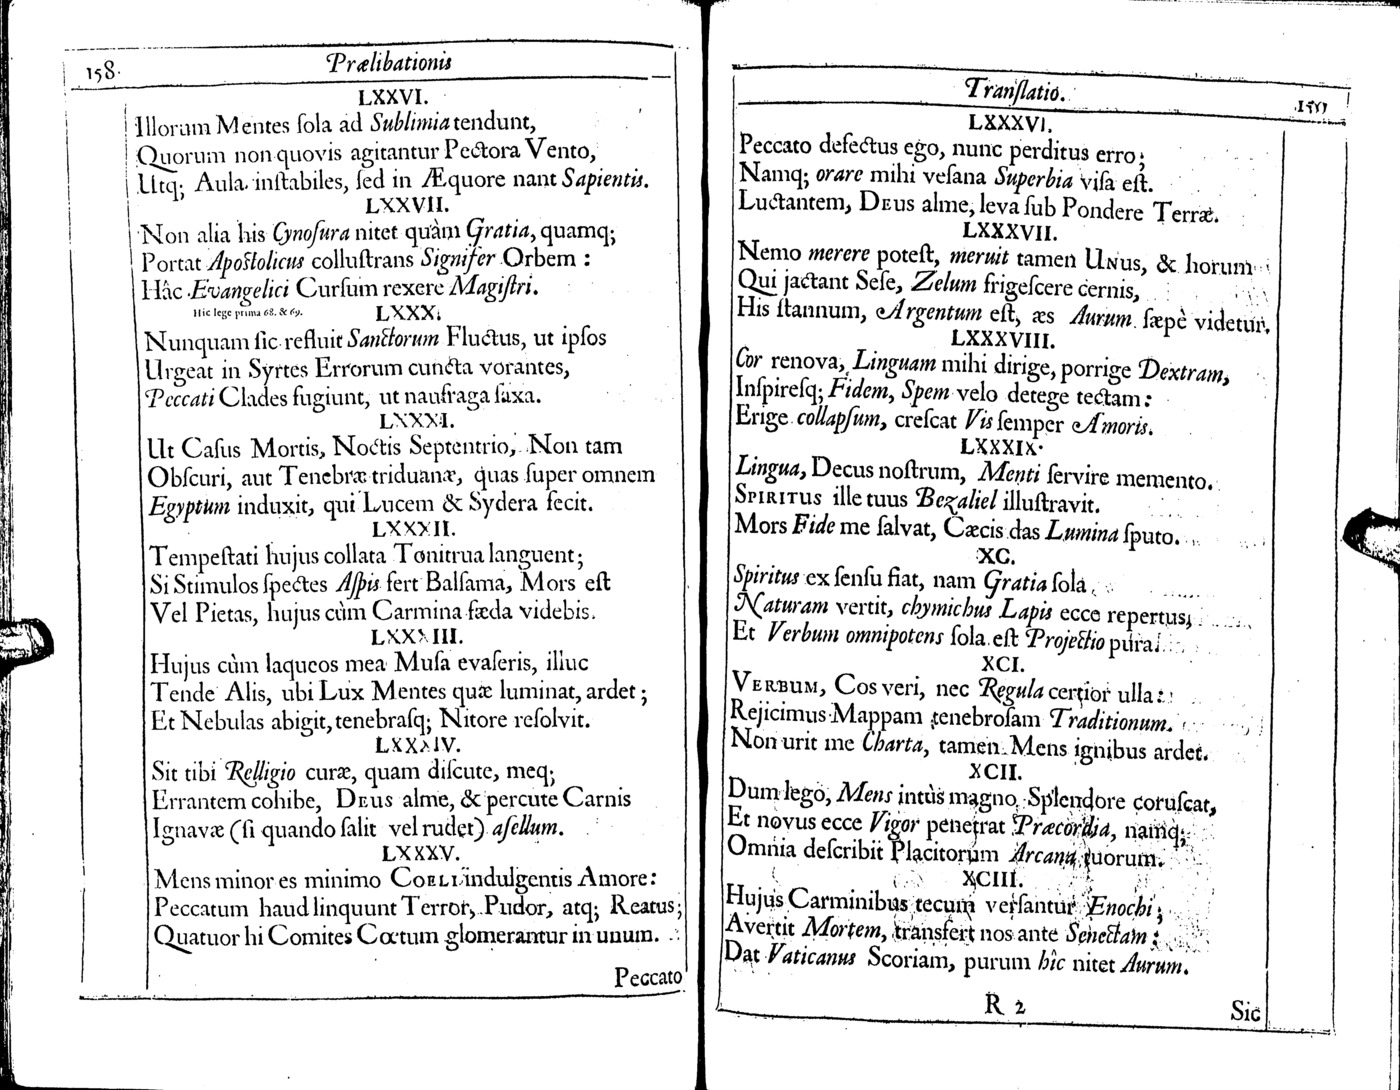 158.
Prælibationis
LXXVI.
Illorum Mentes ſola ad Sublimia tendunt,
Quorum non quovis agitantur Pectora Vento,
Utq; Aula inſtabiles, ſed in Æquore nant Sapientis.
LXXVII.
Non alia his Cynoſura nitet quàm Gratia, quamq;
Portat Apoſtolicus colluſtrans Signifer Orbem :
Hâc Evangelici Curſum rexere Magiſtri.
Hic lege prima 68. & 69.
LXXX.
Nunquam ſic refluit Sanctorum Fluctus, ut ipſos
Urgeat in Syrtes Errorum cuncta vorantes,
Peccati Clades fugiunt, ut naufraga ſaxa.
LXXXI.
Ut Caſus Mortis, Noctis Septentrio, Non tam
Obſcuri, aut Tenebræ triduanæ, quas ſuper omnem
Egyptum induxit, qui Lucem & Sydera fecit.
LXXXII.
Tempeſtati hujus collata Tonitrua languent;
Si Stimulos ſpectes Aſpis fert Balſama, Mors eſt
Vel Pietas, hujus cùm Carmina fæda videbis.
LXXXIII.
Hujus cùm laqueos mea Muſa evaſeris, illuc
Tende Alis, ubi Lux Mentes quæ luminat, ardet ;
Et Nebulas abigit, tenebraſq; Nitore reſolvit.
LXXXIV.
Sit tibi Relligio curæ, quam diſcute, meq;
Errantem cohibe, DEUS alme, & percute Carnis
Ignavæ (ſi quando ſalit vel rudet) aſellum.
LXXXV.
Mens minor es minimo COELI indulgentis Amore:
Peccatum haud linquunt Terror, Pudor, atq; Reatus;
Quatuor hi Comites Cœtum glomerantur in unum.
Peccato
Tranſlatio.
LXXXVI.
Peccato defectus ego, nunc perditus erro;
Namq; orare mihi veſana Superbia viſa eſt.
Luctantem, DEUS alme, leva ſub Pondere Terræ.
LXXXVII.
Nemo merere poteſt, meruit tamen UNUS, & horum
Qui jactant Seſe, Zelum frigeſcere cernis,
His ſtannum, Argentum eſt, æs Aurum ſæpè videtur.
LXXXVIII.
Cor renova, Linguam mihi dirige, porrige Dextram,
Inſpireſq; Fidem, Spem velo detege tectam:
Erige collapſum, creſcat Vis ſemper Amoris.
LXXXIX.
Lingua, Decus noſtrum, Menti ſervire memento.
SPIRITUS ille tuus Bezaliel illuſtravit.
Mors Fide me ſalvat, Cæcis das Lumina ſputo.
XC.
Spiritus ex ſenſu fiat, nam Gratia ſola
Naturam vertit, chymichus Lapis ecce repertus;
Et Verbum omnipotens ſola eſt Projectio pura.
XCI.
VERBUM, Cos veri, nec Regula certior ulla:
Rejicimus Mappam tenebroſam Traditionum.
Non urit me Charta, tamen Mens ignibus ardet.
XCII.
Dum lego, Mens intùs magno Splendore coruſcat,
Et novus ecce Vigor penetrat Præcordia, namq;
Omnia deſcribit Placitorum Arcana tuorum.
XCIII.
Hujus Carminibus tecum verſantur Enochi;
Avertit Mortem, transfert nos ante Senectam:
Dat Vaticanus Scoriam, purum hîc nitet Aurum.
R 2
Sic